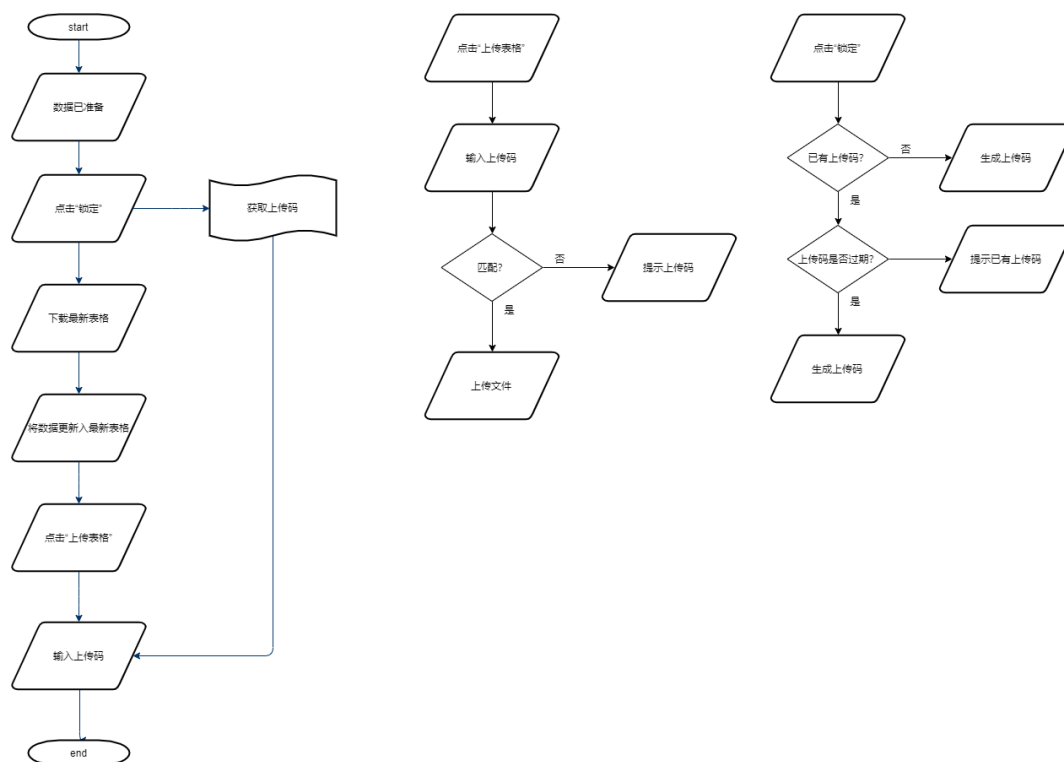 start
数据已准备
点击“锁定”
获取上传码
下载最新表格
将数据更新入最新表格
点击“上传表格”
输入上传码
end
点击“上传表格”
输入上传码
匹配?
否
提示上传码
是
上传文件
点击“锁定”
已有上传码?
否
生成上传码
是
上传码是否过期?
提示已有上传码
是
生成上传码